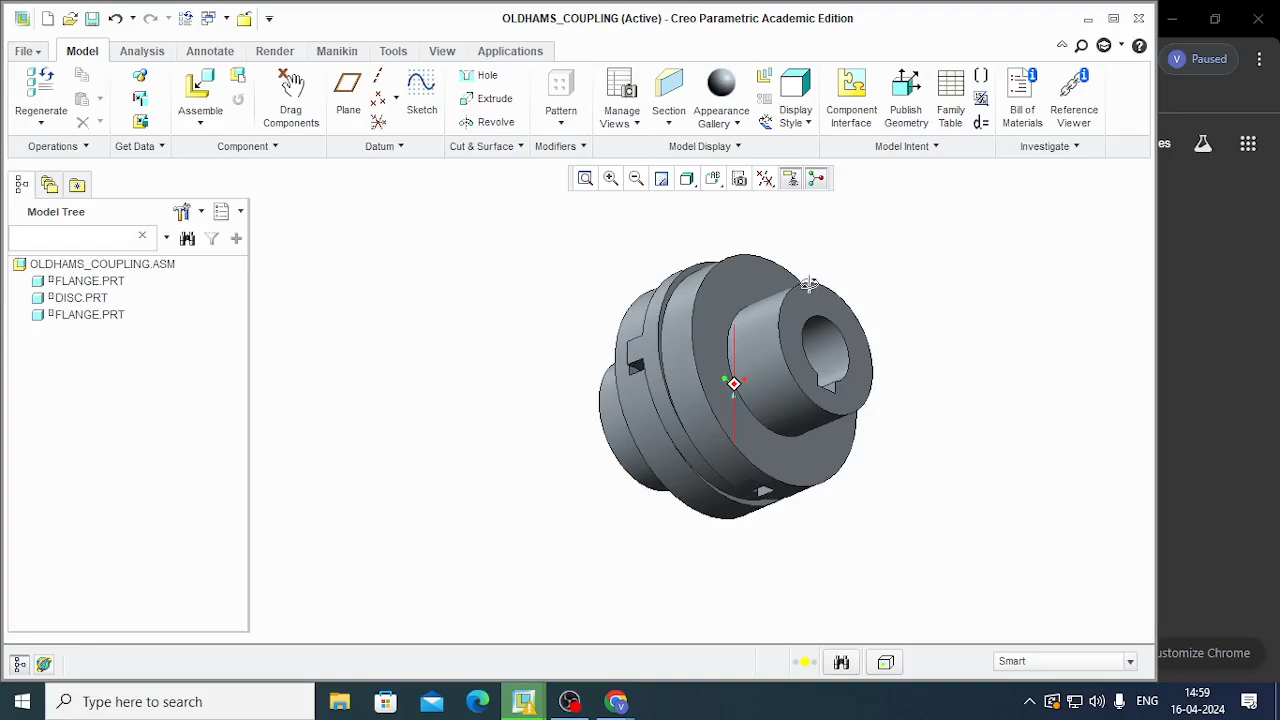 OLDHAMS_COUPLING (Active) - Creo Parametric Academic Edition
File
Model
Analysis
Annotate
Render
Manikin
Tools
View
Applications
V
Paused
Regenerate
Assemble
Drag
Components
Plane
Sketch
Hole
Extrude
Revolve
Pattern
Manage
Views
Section
Appearance
Gallery
Display
Style
Component
Interface
Publish
Geometry
Family
Table
Bill of
Materials
Reference
Viewer
es
Operations
Get Data
Component
Datum
Cut & Surface
Modifiers
Model Display
Model Intent
Investigate
Model Tree
OLDHAMS_COUPLING.ASM
FLANGE.PRT
DISC.PRT
FLANGE.PRT
Smart
ustomize Chrome
Type here to search
V
ENG
14:59
16-04-2024